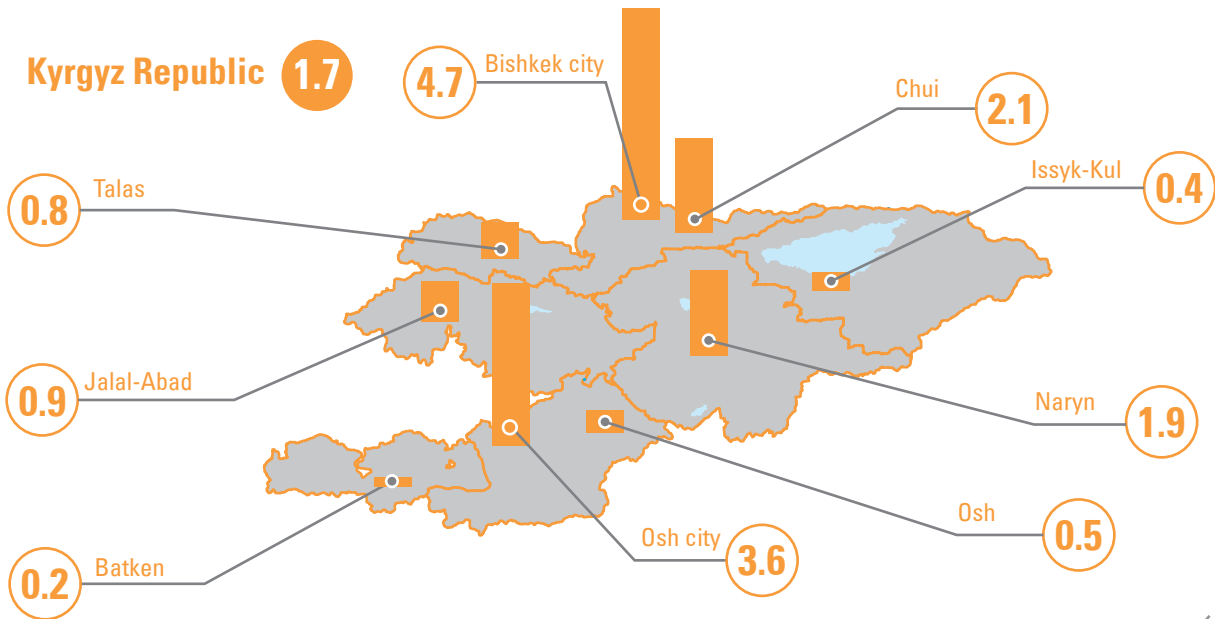 Kyrgyz Republic 1.7
Bishkek city
4.7
Chui
2.1
Issyk-Kul
0.4
Talas
0.8
Jalal-Abad
0.9
Naryn
1.9
Osh
0.5
Osh city
3.6
Batken
0.2